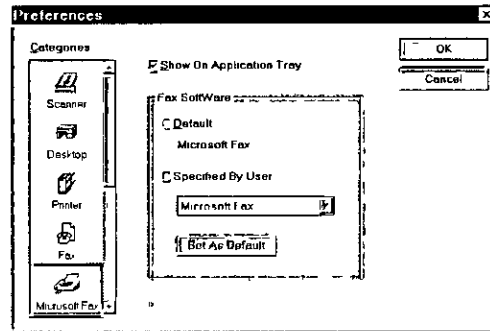 Preferences
Categories
Scanner
Desktop
Printer
Fax
Microsoft Fax
Show On Application Tray
Fax SoftWare
Default
Microsoft Fax
Specified By User
Microsoft Fax
Set As Default
OK
Cancel